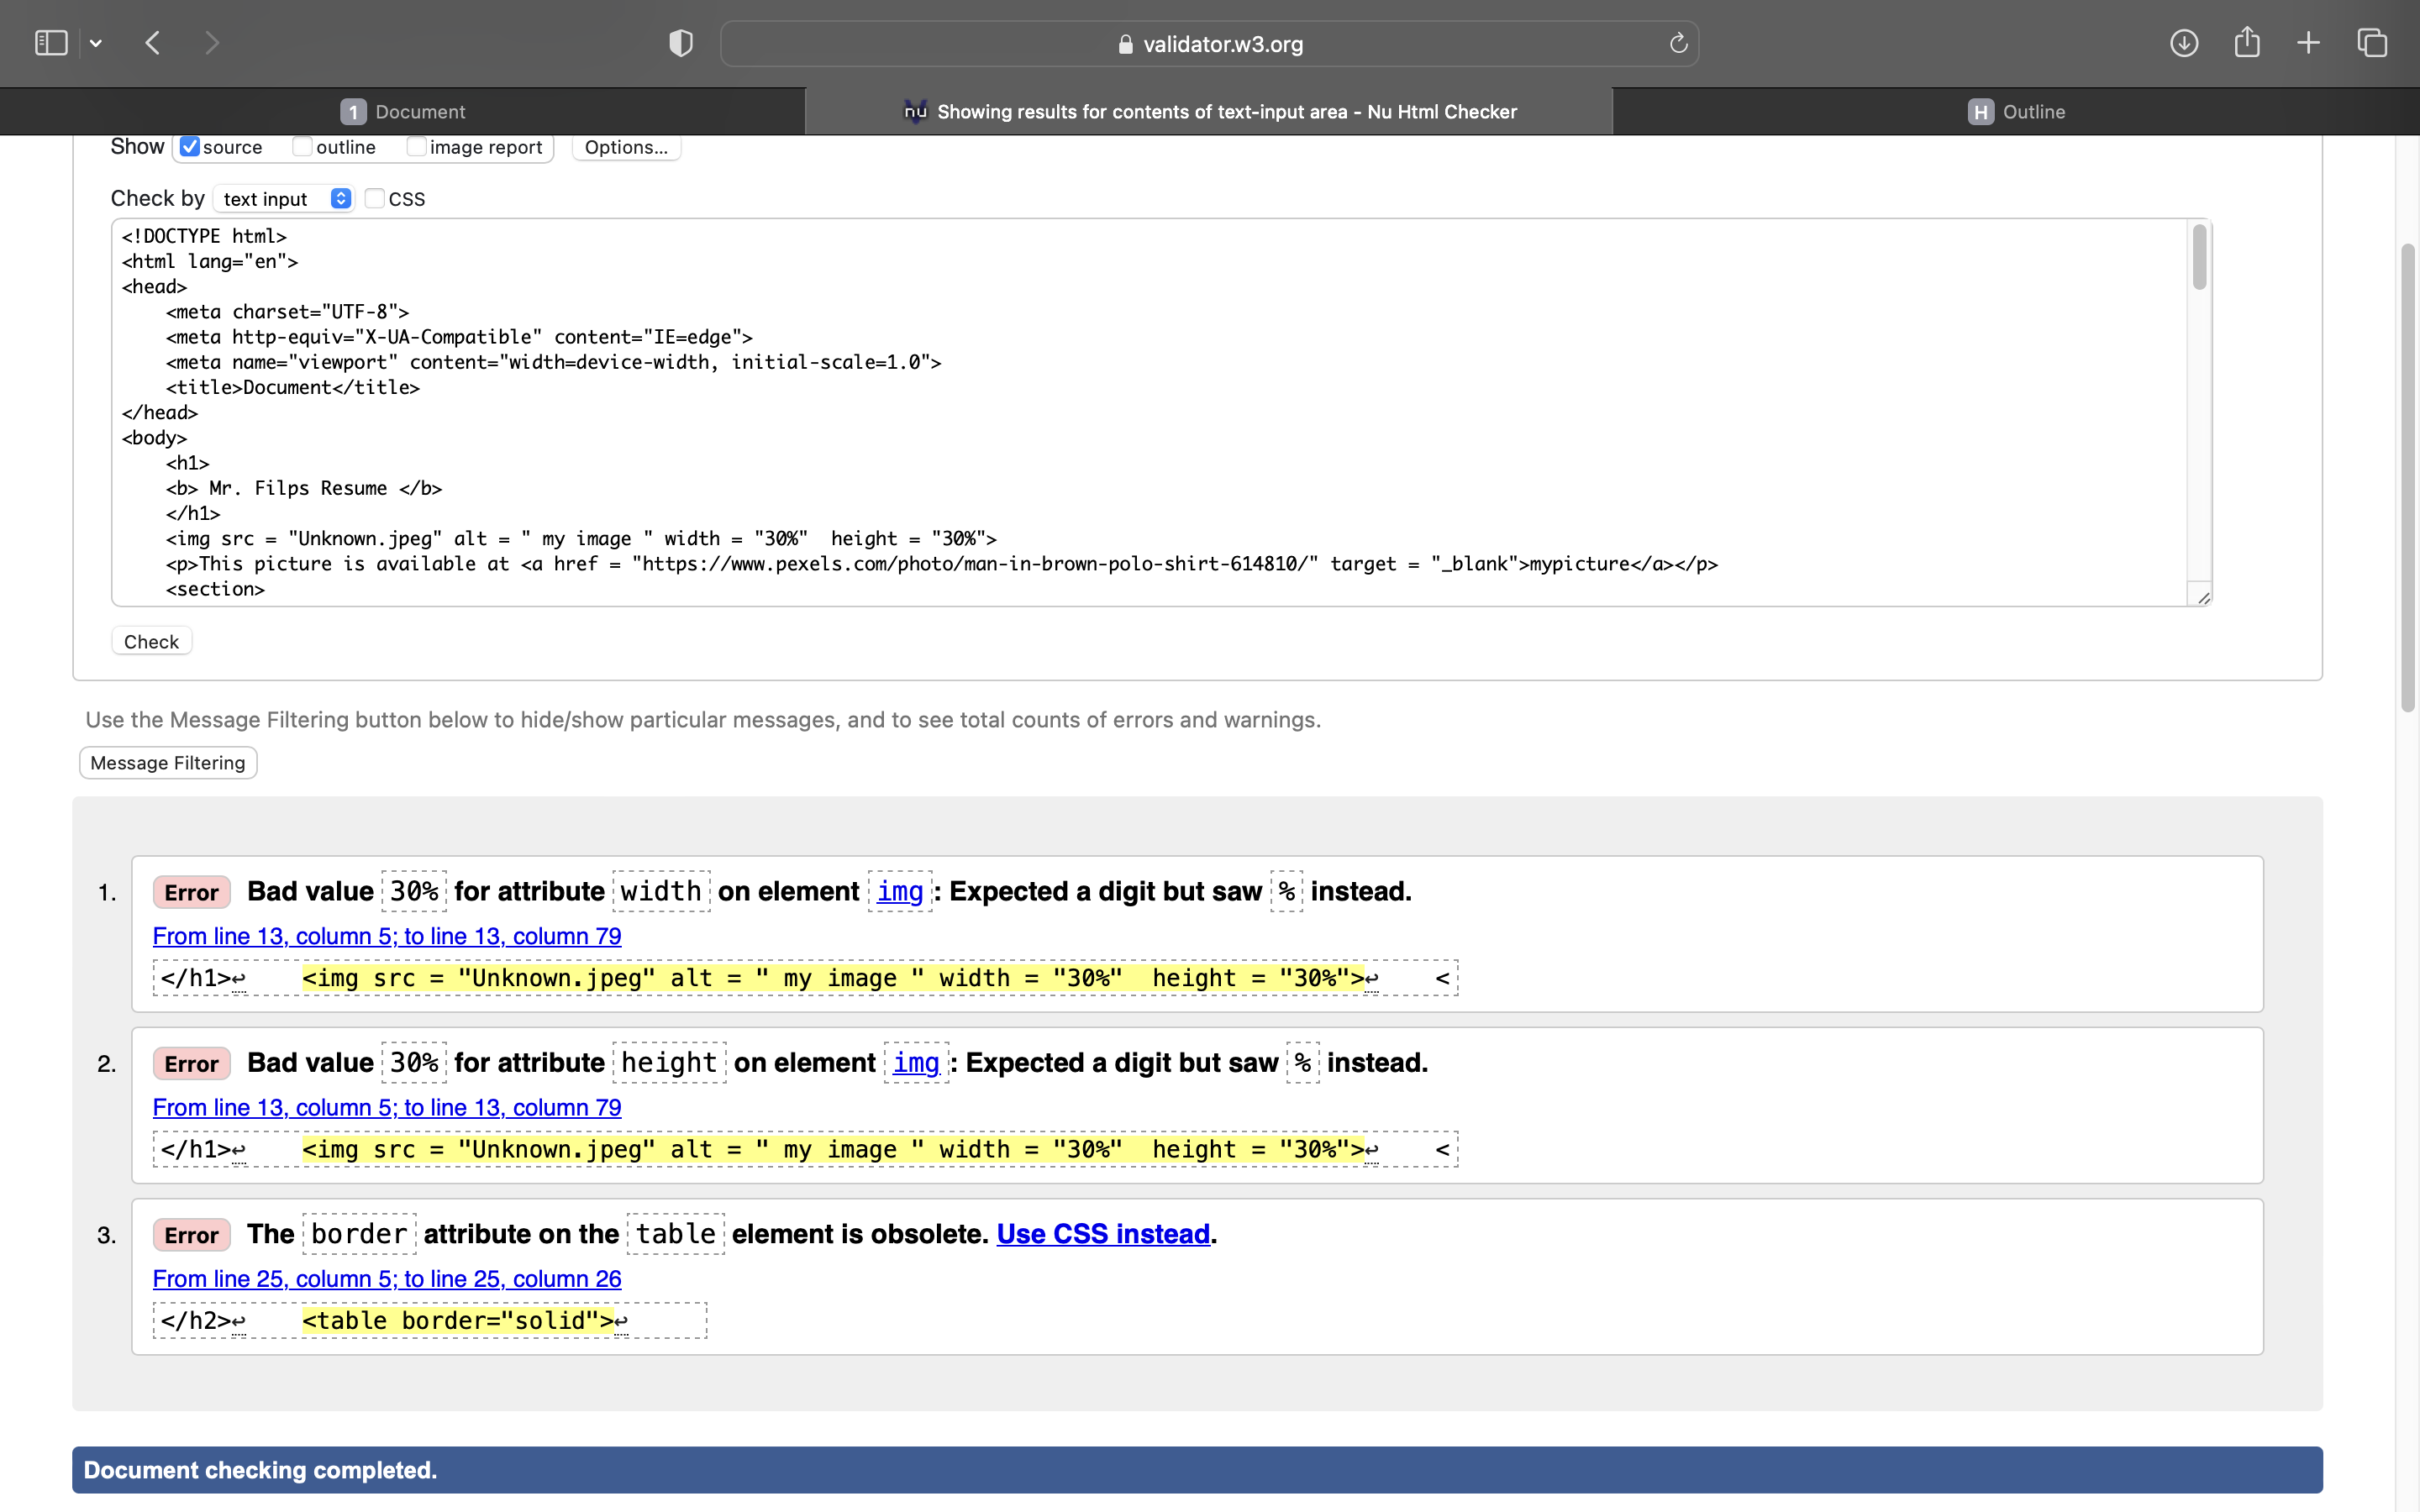 validator.w3.org
1 Document
nu Showing results for contents of text-input area - Nu Html Checker
H Outline
Show source outline image report Options...
Check by text input CSS
<!DOCTYPE html>
<html lang="en">
<head>
    <meta charset="UTF-8">
    <meta http-equiv="X-UA-Compatible" content="IE=edge">
    <meta name="viewport" content="width=device-width, initial-scale=1.0">
    <title>Document</title>
</head>
<body>
    <h1>
    <b> Mr. Filps Resume </b>
    </h1>
    <img src = "Unknown.jpeg" alt = " my image " width = "30%"  height = "30%">
    <p>This picture is available at <a href = "https://www.pexels.com/photo/man-in-brown-polo-shirt-614810/" target = "_blank">mypicture</a></p>
    <section>
Check
Use the Message Filtering button below to hide/show particular messages, and to see total counts of errors and warnings.
Message Filtering
1. Error Bad value 30% for attribute width on element img: Expected a digit but saw % instead.
From line 13, column 5; to line 13, column 79
</h1>↩    <img src = "Unknown.jpeg" alt = " my image " width = "30%"  height = "30%">↩    <
2. Error Bad value 30% for attribute height on element img: Expected a digit but saw % instead.
From line 13, column 5; to line 13, column 79
</h1>↩    <img src = "Unknown.jpeg" alt = " my image " width = "30%"  height = "30%">↩    <
3. Error The border attribute on the table element is obsolete. Use CSS instead.
From line 25, column 5; to line 25, column 26
</h2>↩    <table border="solid">↩
Document checking completed.